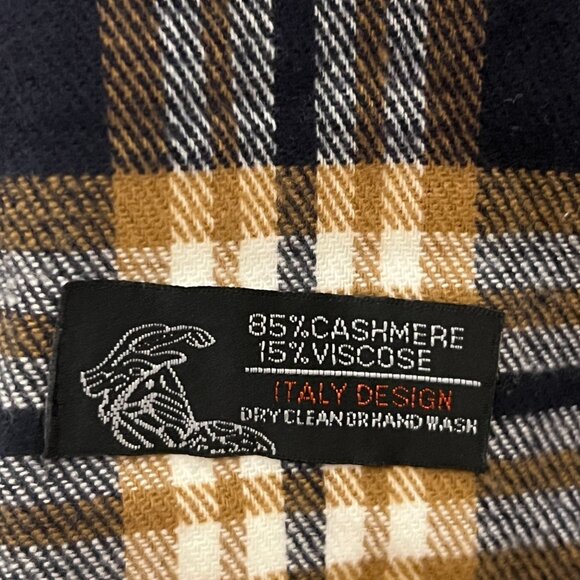 85%CASHMERE
15%VISCOSE
ITALY DESIGN
DRY CLEAN OR HAND WASH